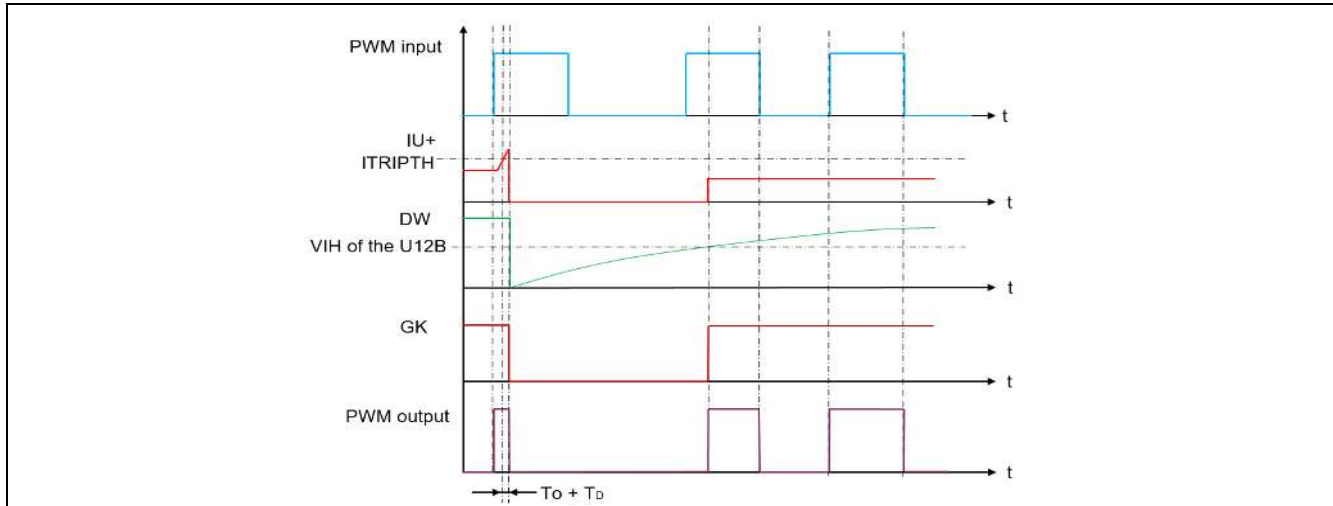 PWM input
t
IU+
ITRIPTH
t
DW
VIH of the U12B
t
GK
t
PWM output
t
To + TD